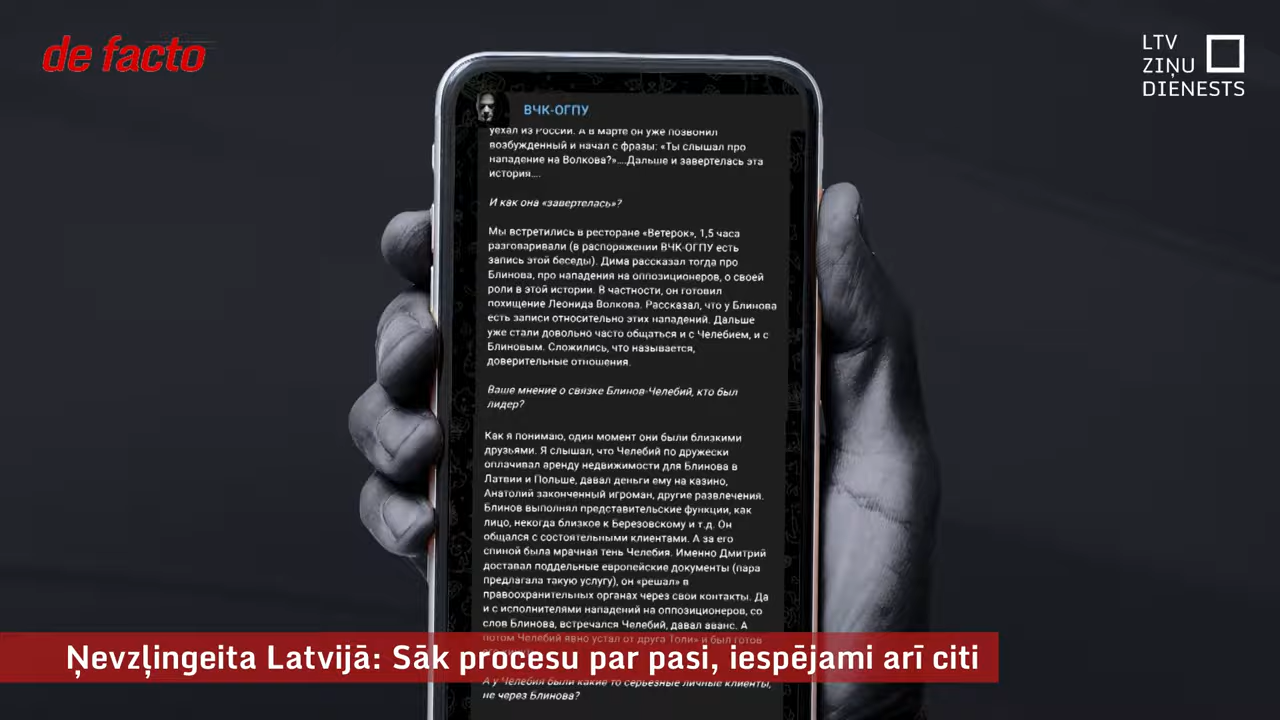 de facto
LTV
ZIŅU
DIENESTS
ВЧК-ОГПУ
уехал из России. А в марте он уже позвонил
возбужденный и начал с фразы: «Ты слышал про
нападение на Волкова?»....Дальше и завертелась эта
история....
И как она «завертелась»?
Мы встретились в ресторане «Ветерок», 1,5 часа
разговаривали (в распоряжении ВЧК-ОГПУ есть
запись этой беседы). Дима рассказал тогда про
Блинова, про нападения на оппозиционеров, о своей
роли в этой истории. В частности, он готовил
похищение Леонида Волкова. Рассказал, что у Блинова
есть записи относительно этих нападений. Дальше
уже стали довольно часто общаться и с Челебием, и с
Блиновым. Сложились, что называется,
доверительные отношения.
Ваше мнение о связке Блинов-Челебий, кто был
лидер?
Как я понимаю, один момент они были близкими
друзьями. Я слышал, что Челебий по дружески
оплачивал аренду недвижимости для Блинова в
Латвии и Польше, давал деньги ему на казино,
Анатолий законченный игроман, другие развлечения.
Блинов выполнял представительские функции, как
лицо, некогда близкое к Березовскому и т.д. Он
общался с состоятельными клиентами. А за его
спиной была мрачная тень Челебия. Именно Дмитрий
доставал поддельные европейские документы (пара
предлагала такую услугу), он «решал» в
правоохранительных органах через свои контакты. Да
и с исполнителями нападений на оппозиционеров, со
слов Блинова, встречался Челебий, давал аванс. А
потом Челебий явно устал от друга Толи» и был готов
Ņevzļingeita Latvijā: Sāk procesu par pasi, iespējami arī citi
А у Челебия были какие то серьезные личные клиенты,
не через Блинова?